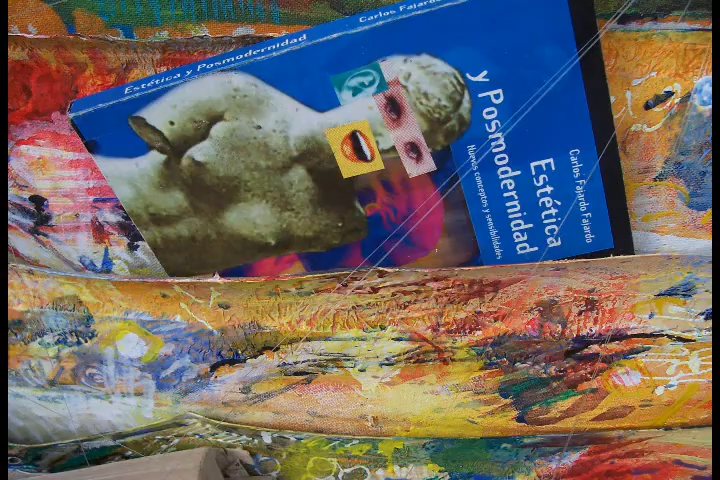 Estética y Posmodernidad
Carlos Fajardo
Carlos Fajardo Fajardo
Estética
y Posmodernidad
Nuevos conceptos y sensibilidades